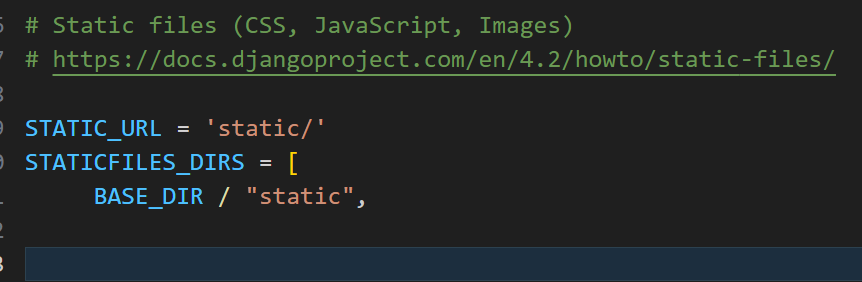 # Static files (CSS, JavaScript, Images)
# https://docs.djangoproject.com/en/4.2/howto/static-files/
STATIC_URL = 'static/'
STATICFILES_DIRS = [
BASE_DIR / "static",